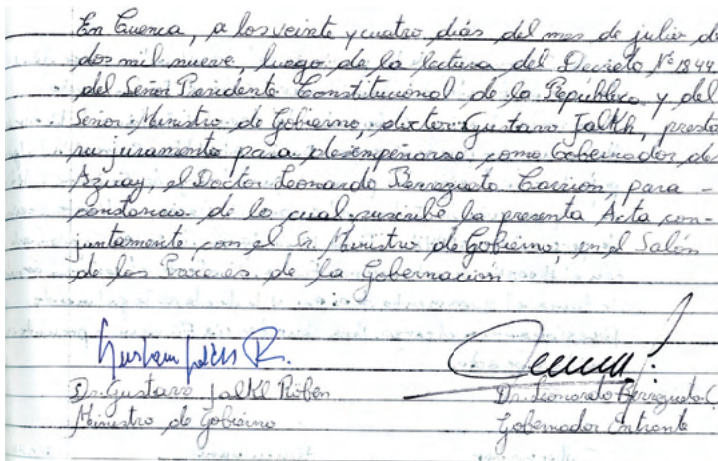 En Cuenca, a los veinte y cuatro días del mes de julio de
dos mil nueve, luego de la lectura del Decreto Nº 1844
del Señor Presidente Constitucional de la República y del
Señor Ministro de Gobierno, doctor Gustavo Jalkh, presta
su juramento para desempeñarse como Gobernador del
Azuay, el Doctor Leonardo Berrezueta Carrión, para -
constancia de lo cual suscribe la presente Acta con-
juntamente con el Sr. Ministro de Gobierno, en el Salón
de los Próceres de la Gobernación
Gustavo Jalkh R.
Dr. Gustavo Jalkh Röben
Ministro de Gobierno
Dr. Leonardo Berrezueta C.
Gobernador Entrante